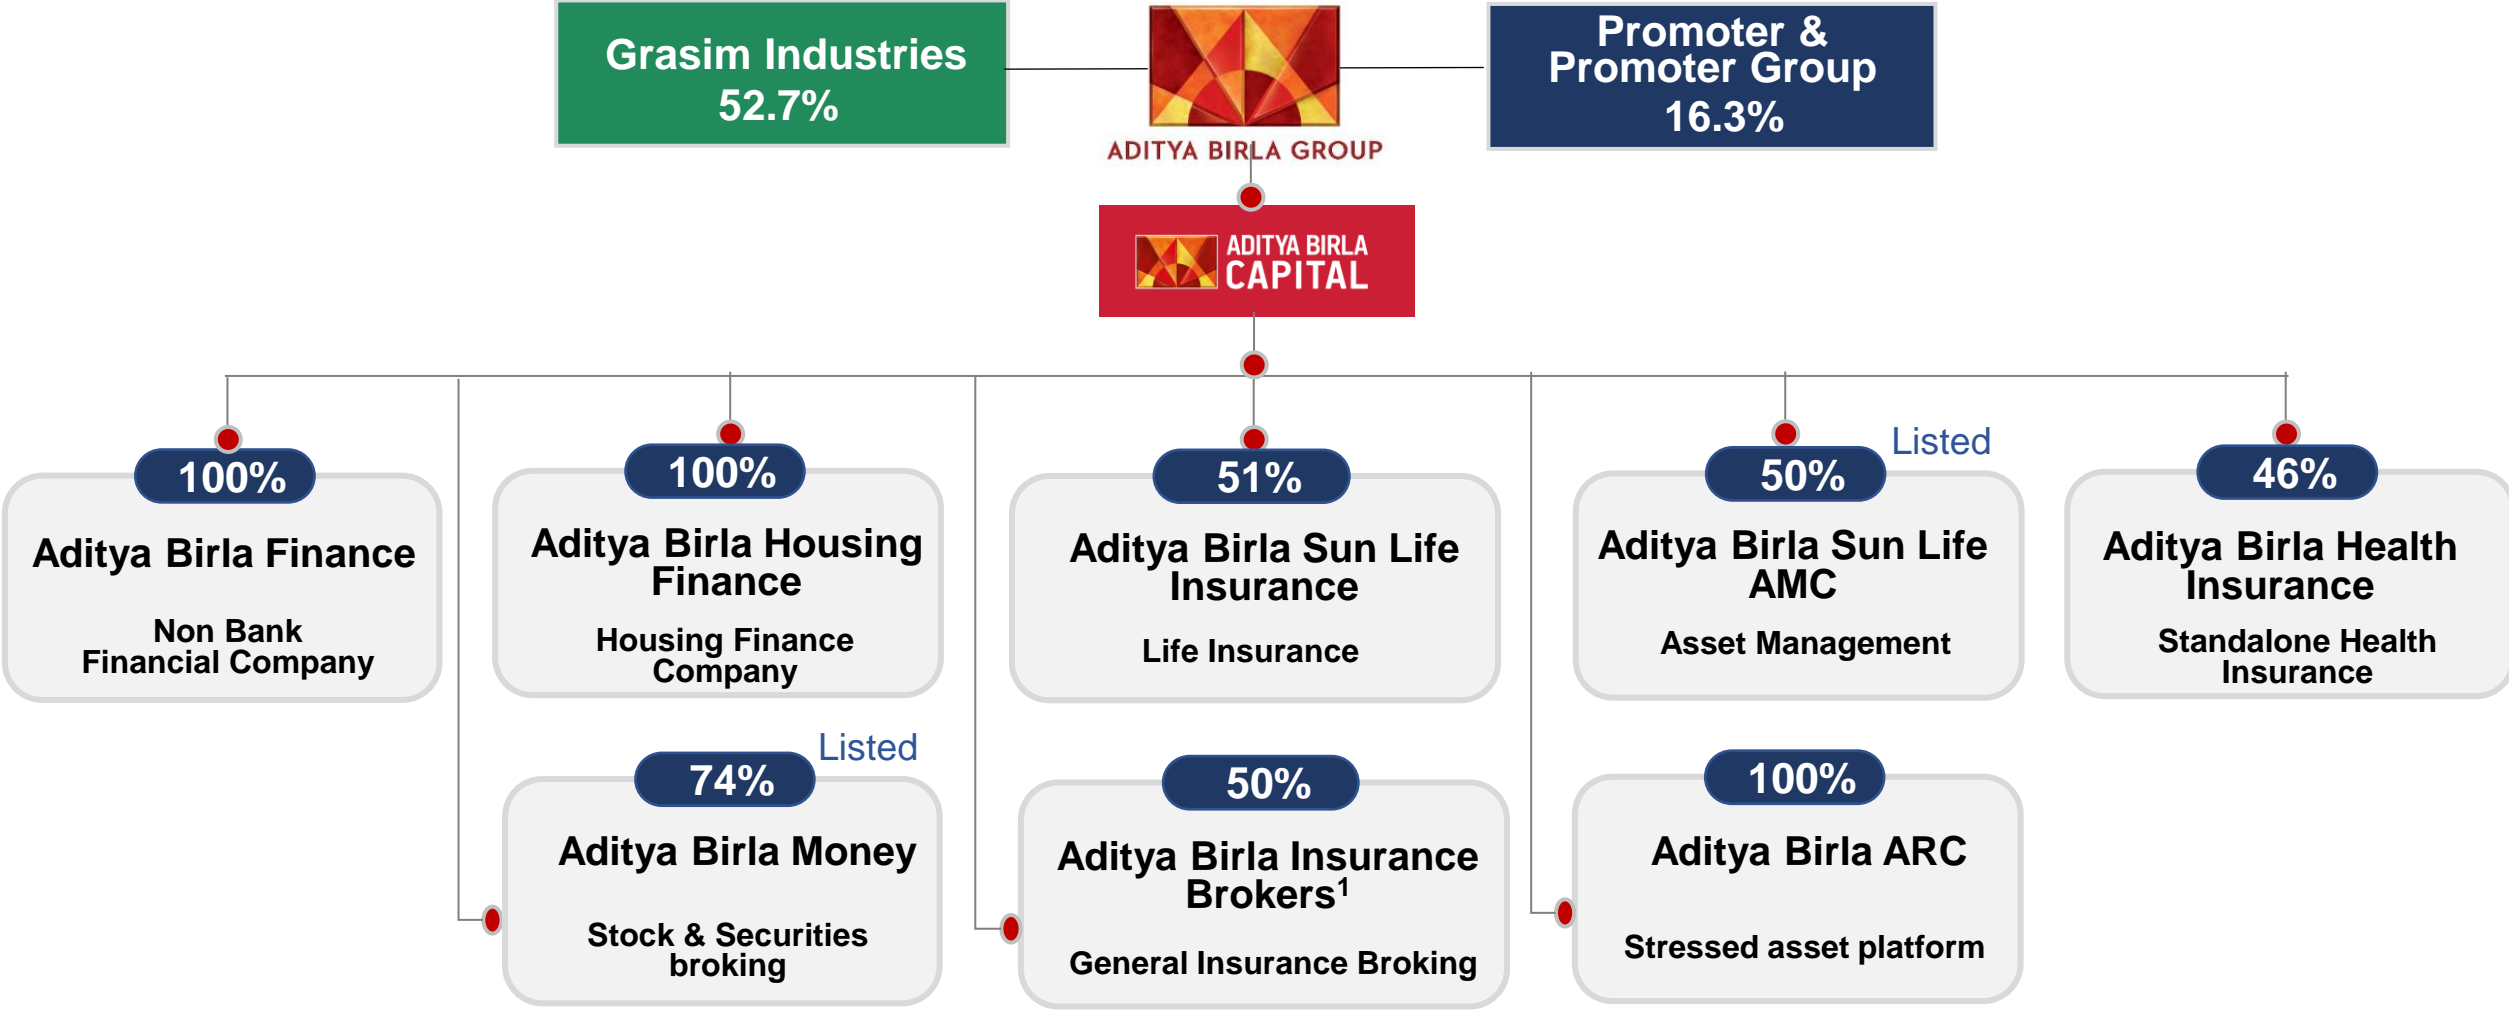 Grasim Industries
52.7%
ADITYA BIRLA GROUP
Promoter &
Promoter Group
16.3%
ADITYA BIRLA
CAPITAL
100%
Aditya Birla Finance
Non Bank
Financial Company
100%
Aditya Birla Housing
Finance
Housing Finance
Company
51%
Aditya Birla Sun Life
Insurance
Life Insurance
50%
Listed
Aditya Birla Sun Life
AMC
Asset Management
46%
Aditya Birla Health
Insurance
Standalone Health
Insurance
74%
Listed
Aditya Birla Money
Stock & Securities
broking
50%
Aditya Birla Insurance
Brokers¹
General Insurance Broking
100%
Aditya Birla ARC
Stressed asset platform